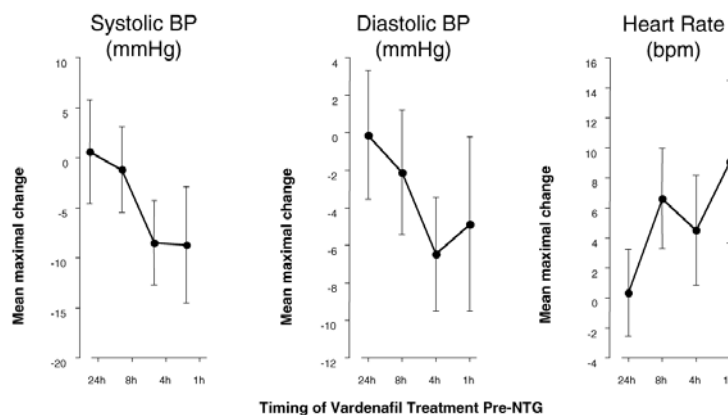 Systolic BP
(mmHg)
Mean maximal change
10
5
0
-5
-10
-15
-20
24h 8h 4h 1h
Diastolic BP
(mmHg)
Mean maximal change
4
2
0
-2
-4
-6
-8
-10
-12
24h 8h 4h 1h
Heart Rate
(bpm)
Mean maximal change
16
14
12
10
8
6
4
2
0
-2
-4
24h 8h 4h
Timing of Vardenafil Treatment Pre-NTG